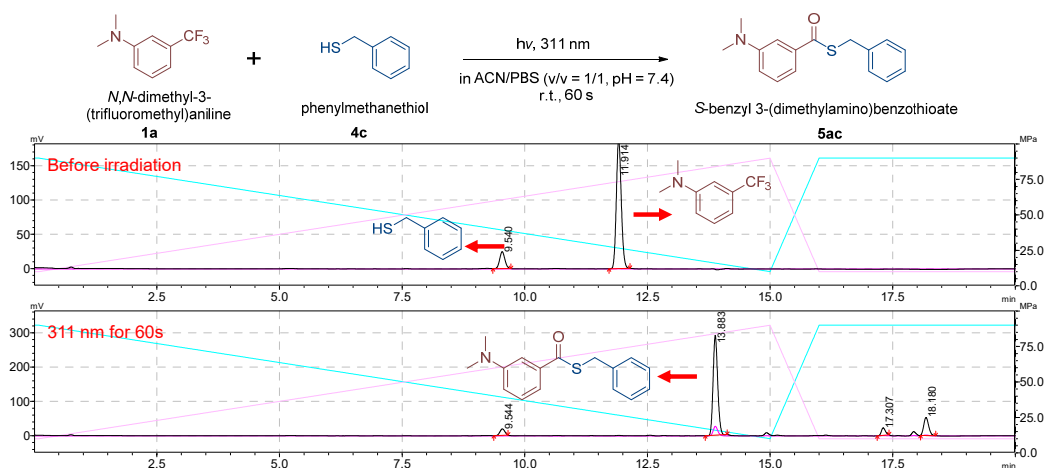 N
CF3
+
HS
hν, 311 nm
in ACN/PBS (v/v = 1/1, pH = 7.4)
r.t., 60 s
N
O
S
N,N-dimethyl-3-
(trifluoromethyl)aniline
phenylmethanethiol
S-benzyl 3-(dimethylamino)benzothioate
1a
4c
5ac
mV
MPa
Before irradiation
150
100
50
0
75.0
50.0
25.0
0.0
HS
9.540
11.914
N
CF3
2.5
5.0
7.5
10.0
12.5
15.0
17.5
min
mV
MPa
311 nm for 60s
300
200
100
0
75.0
50.0
25.0
0.0
N
O
S
9.544
13.883
17.307
18.180
2.5
5.0
7.5
10.0
12.5
15.0
17.5
min